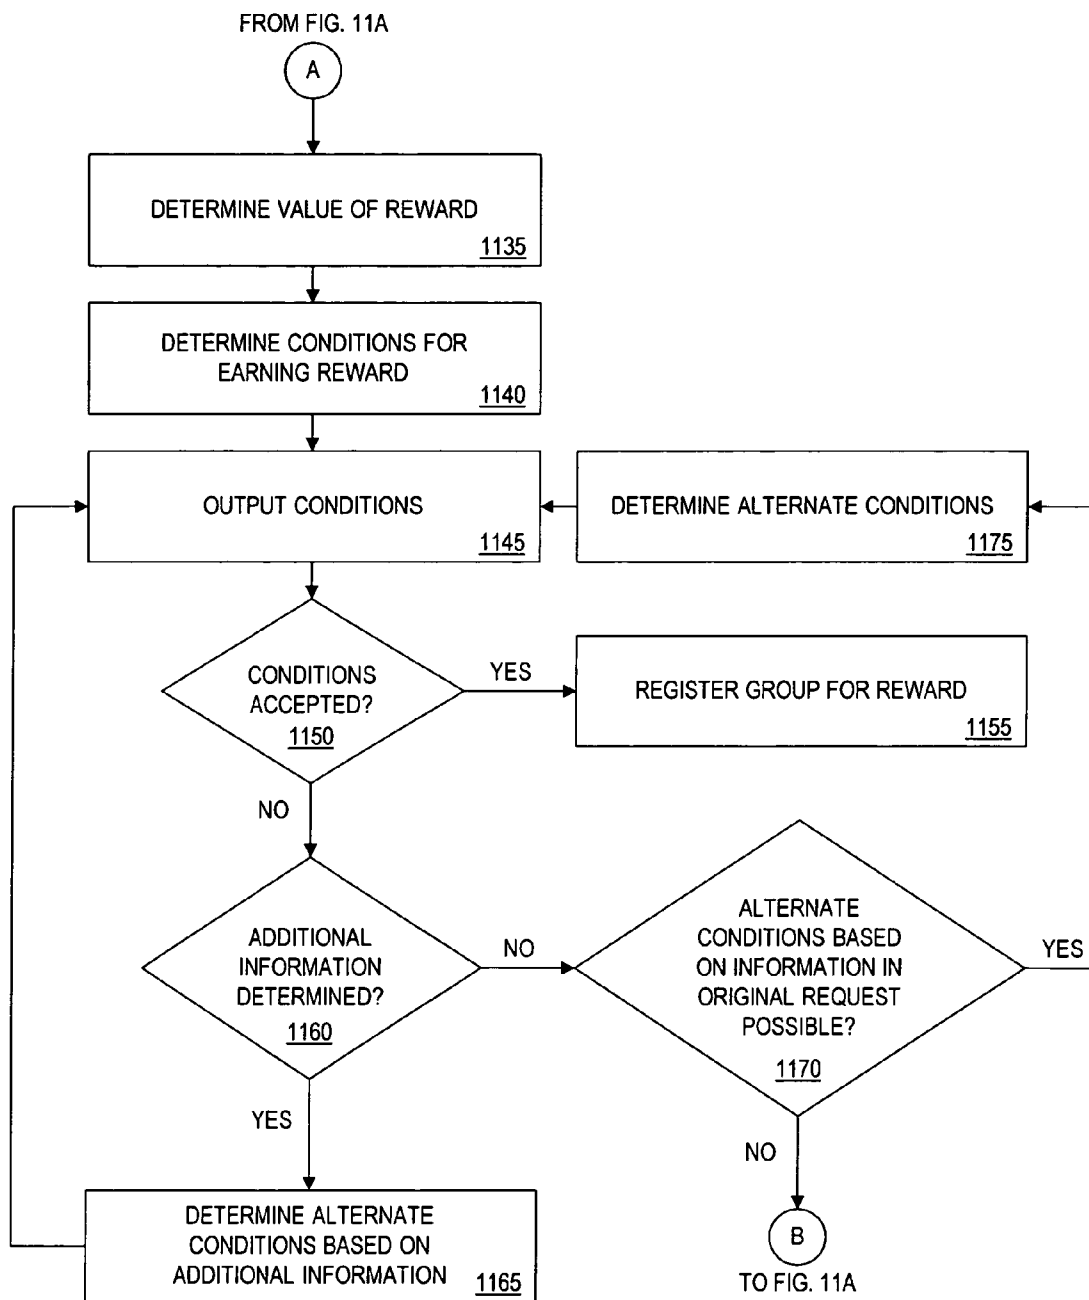 FROM FIG. 11A
A
DETERMINE VALUE OF REWARD
1135
DETERMINE CONDITIONS FOR
EARNING REWARD
1140
OUTPUT CONDITIONS
1145
DETERMINE ALTERNATE CONDITIONS
1175
CONDITIONS
ACCEPTED?
1150
YES
REGISTER GROUP FOR REWARD
1155
NO
ADDITIONAL
INFORMATION
DETERMINED?
1160
NO
ALTERNATE
CONDITIONS BASED
ON INFORMATION IN
ORIGINAL REQUEST
POSSIBLE?
1170
YES
YES
NO
DETERMINE ALTERNATE
CONDITIONS BASED ON
ADDITIONAL INFORMATION
1165
B
TO FIG. 11A